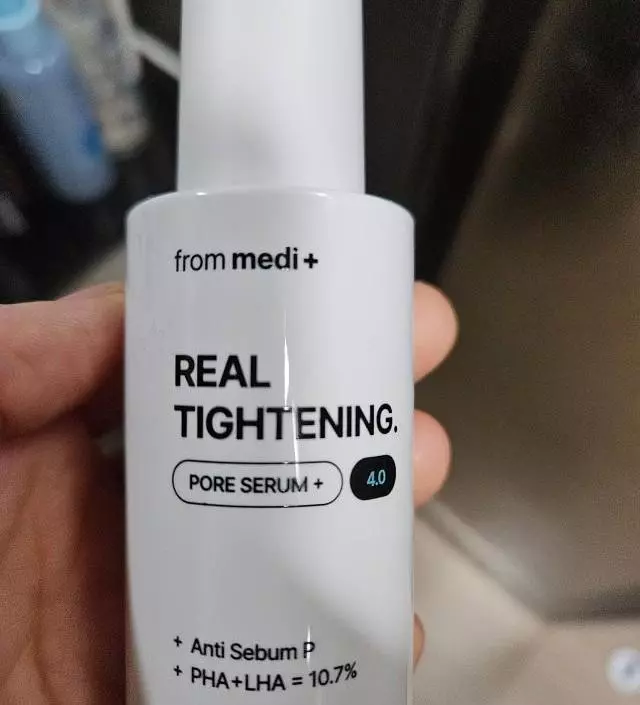 from medi+
REAL
TIGHTENING.
PORE SERUM + 4.0
+ Anti Sebum P
+ PHA+LHA = 10.7%